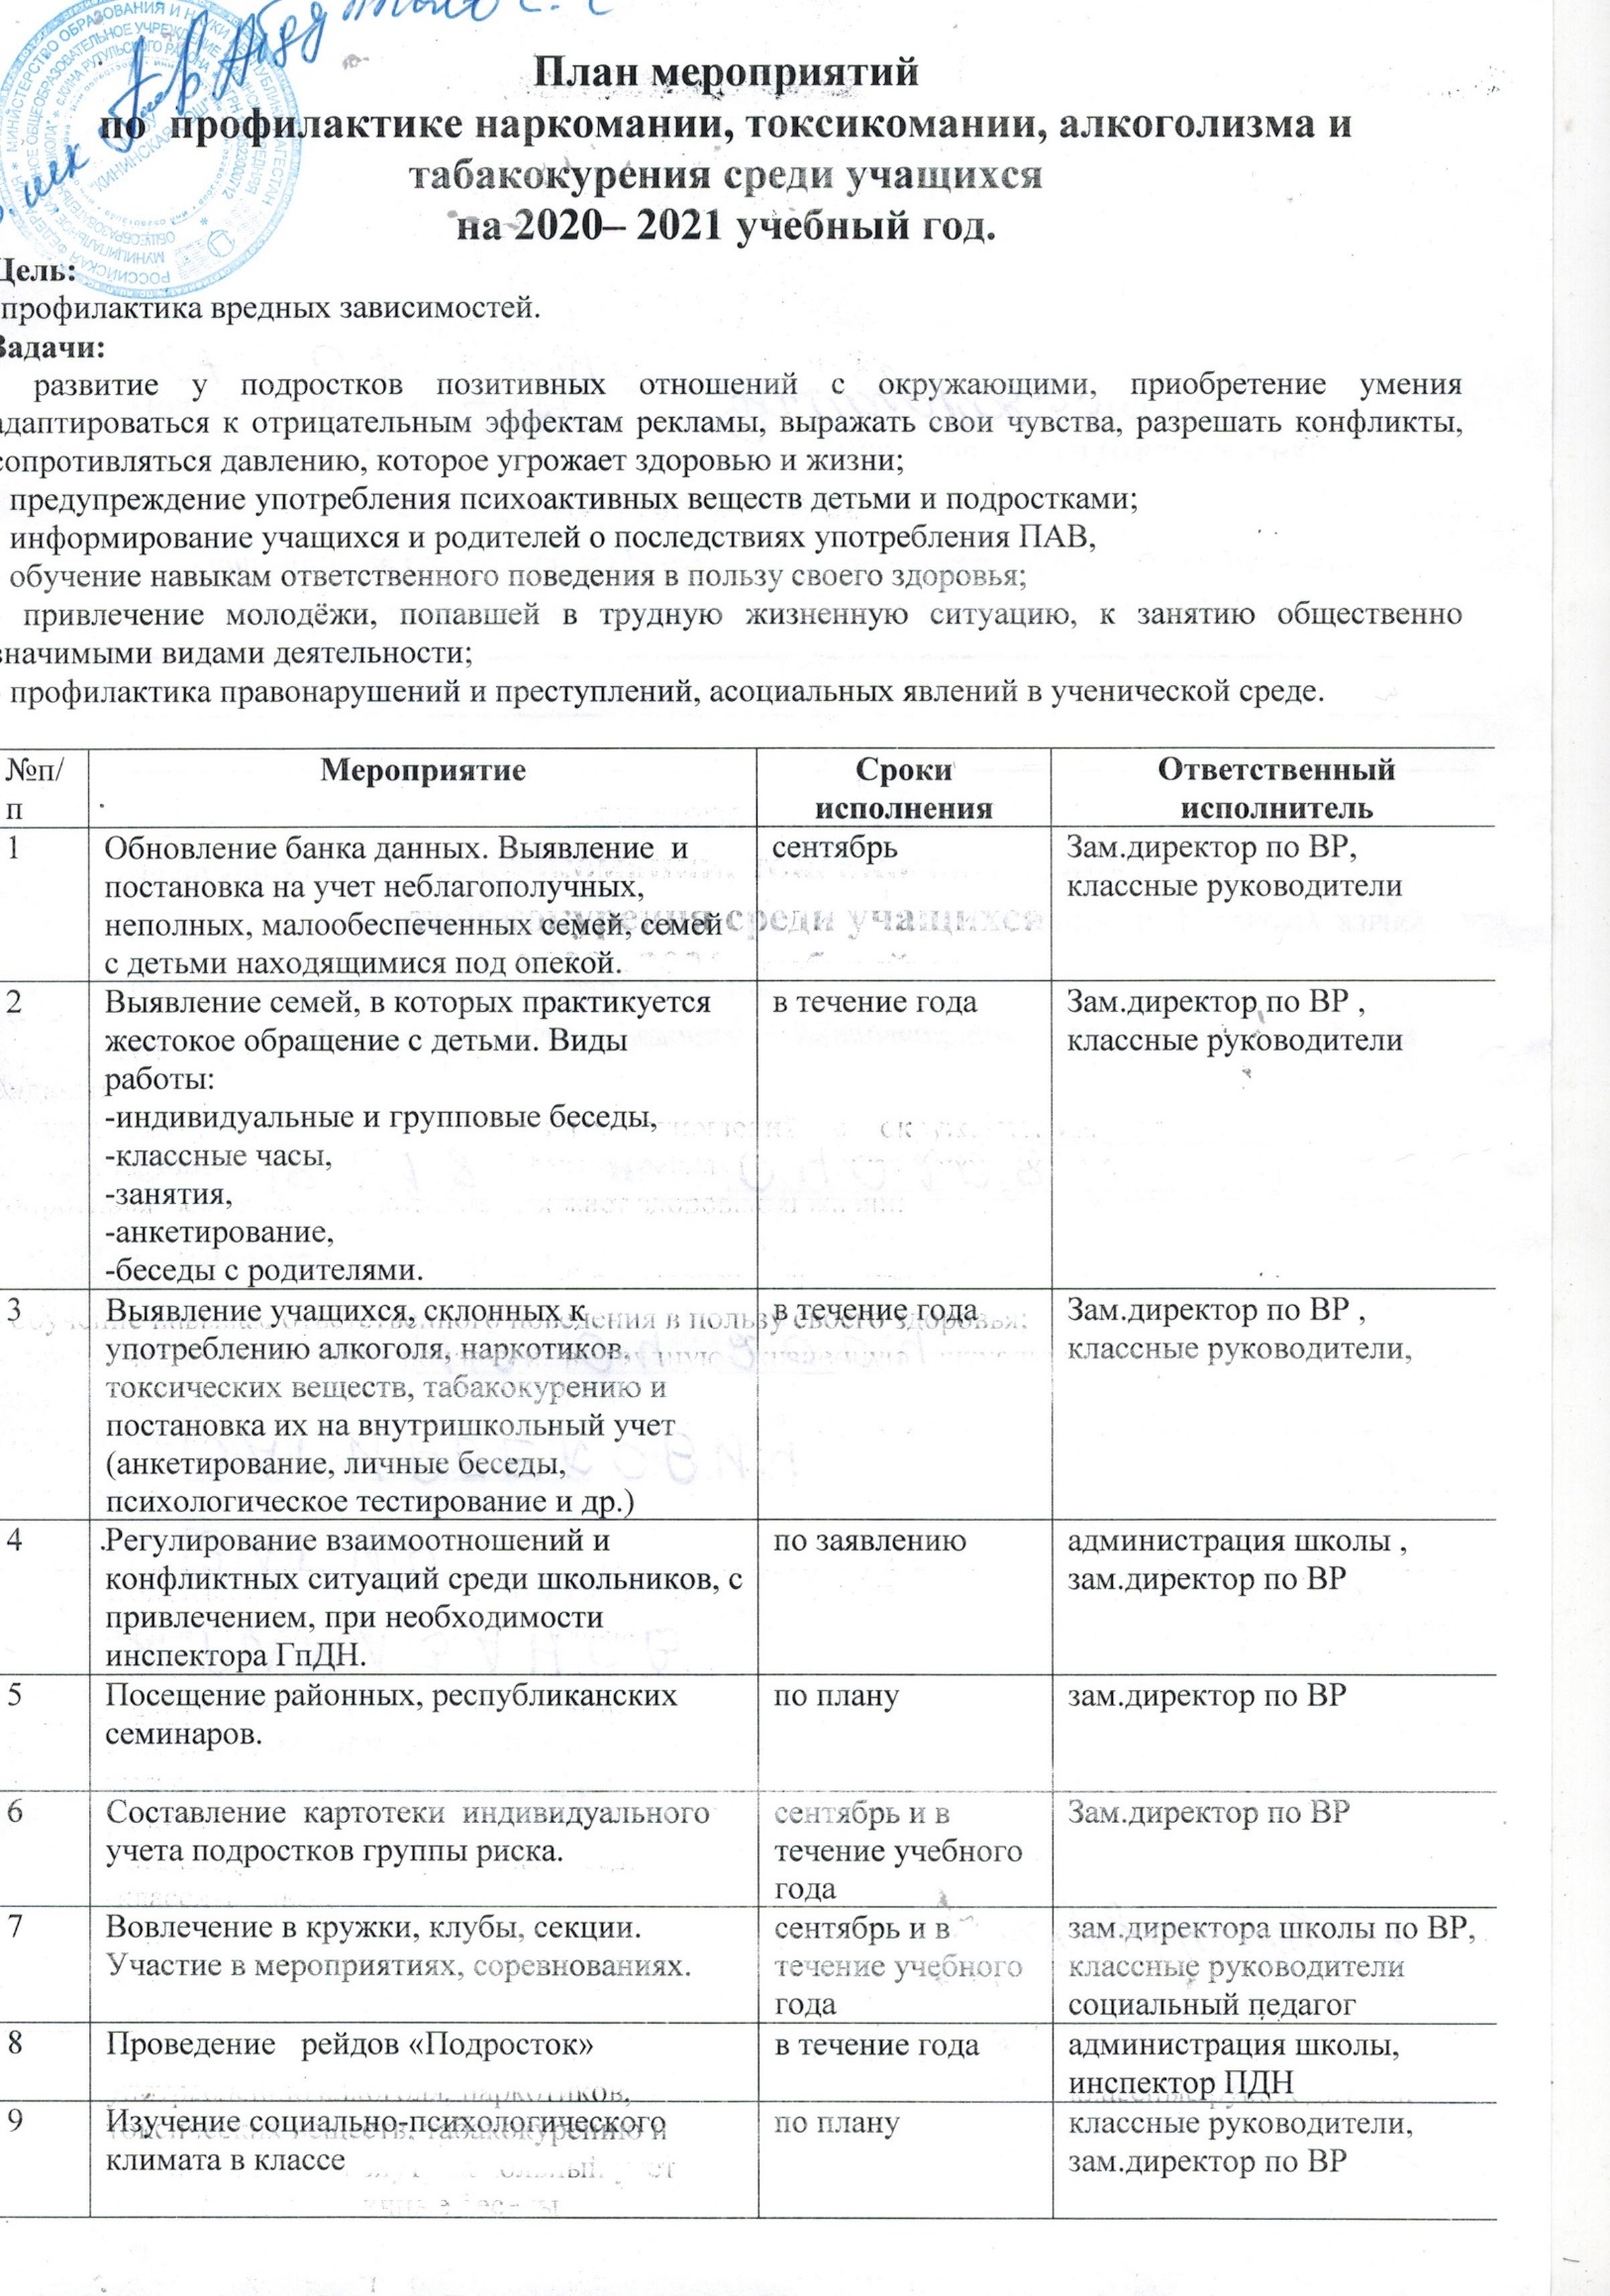 План мероприятий
по профилактике наркомании, токсикомании, алкоголизма и
табакокурения среди учащихся
на 2020– 2021 учебный год.
Цель:
профилактика вредных зависимостей.
Задачи:
развитие у подростков позитивных отношений с окружающими, приобретение умения
адаптироваться к отрицательным эффектам рекламы, выражать свои чувства, разрешать конфликты,
сопротивляться давлению, которое угрожает здоровью и жизни;
предупреждение употребления психоактивных веществ детьми и подростками;
информирование учащихся и родителей о последствиях употребления ПАВ,
обучение навыкам ответственного поведения в пользу своего здоровья;
привлечение молодёжи, попавшей в трудную жизненную ситуацию, к занятию общественно
значимыми видами деятельности;
профилактика правонарушений и преступлений, асоциальных явлений в ученической среде.
№п/ Мероприятие Сроки Ответственный
п исполнения исполнитель
1 Обновление банка данных. Выявление и сентябрь Зам.директор по ВР,
постановка на учет неблагополучных, классные руководители
неполных, малообеспеченных семей, семей
с детьми находящимися под опекой.
2 Выявление семей, в которых практикуется в течение года Зам.директор по ВР ,
жестокое обращение с детьми. Виды классные руководители
работы:
-индивидуальные и групповые беседы,
-классные часы,
-занятия,
-анкетирование,
-беседы с родителями.
3 Выявление учащихся, склонных к в течение года Зам.директор по ВР ,
употреблению алкоголя, наркотиков, классные руководители,
токсических веществ, табакокурению и
постановка их на внутришкольный учет
(анкетирование, личные беседы,
психологическое тестирование и др.)
4 .Регулирование взаимоотношений и по заявлению администрация школы ,
конфликтных ситуаций среди школьников, с зам.директор по ВР
привлечением, при необходимости
инспектора ГпДН.
5 Посещение районных, республиканских по плану зам.директор по ВР
семинаров.
6 Составление картотеки индивидуального сентябрь и в Зам.директор по ВР
учета подростков группы риска. течение учебного
года
7 Вовлечение в кружки, клубы, секции. сентябрь и в зам.директора школы по ВР,
Участие в мероприятиях, соревнованиях. течение учебного классные руководители
года социальный педагог
8 Проведение рейдов «Подросток» в течение года администрация школы,
инспектор ПДН
9 Изучение социально-психологического по плану классные руководители,
климата в классе зам.директор по ВР